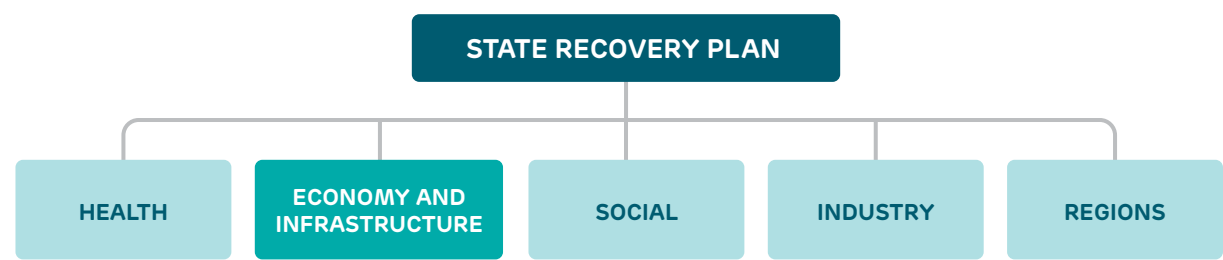 STATE RECOVERY PLAN
HEALTH
ECONOMY AND
INFRASTRUCTURE
SOCIAL
INDUSTRY
REGIONS